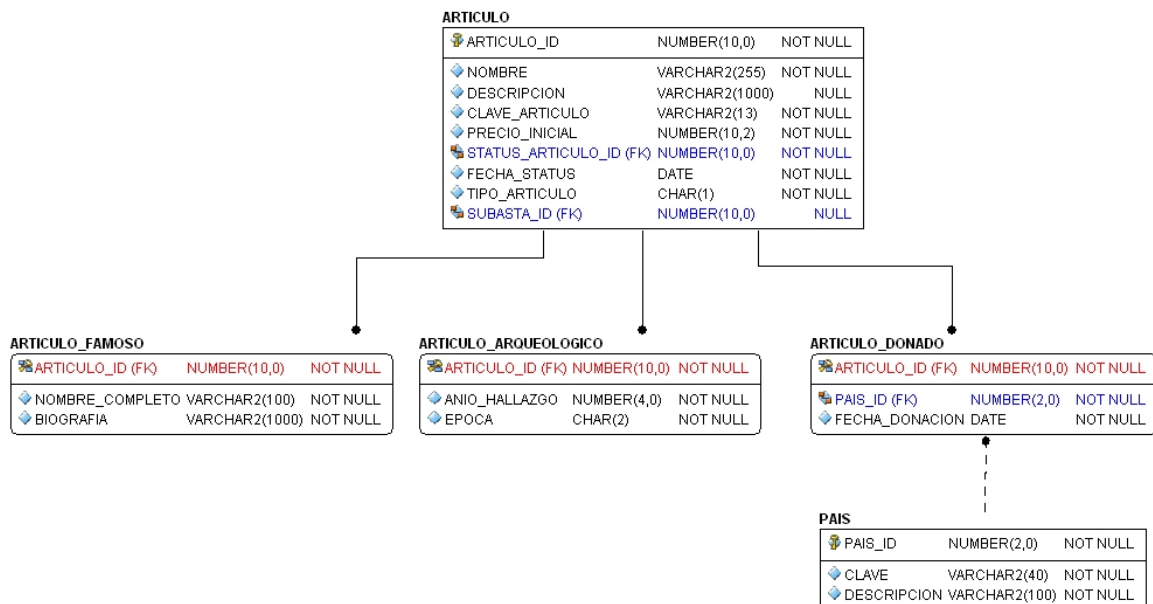 ARTICULO
ARTICULO_ID NUMBER(10,0) NOT NULL
NOMBRE VARCHAR2(255) NOT NULL
DESCRIPCION VARCHAR2(1000) NULL
CLAVE_ARTICULO VARCHAR2(13) NOT NULL
PRECIO_INICIAL NUMBER(10,2) NOT NULL
STATUS_ARTICULO_ID (FK) NUMBER(10,0) NOT NULL
FECHA_STATUS DATE NOT NULL
TIPO_ARTICULO CHAR(1) NOT NULL
SUBASTA_ID (FK) NUMBER(10,0) NULL
ARTICULO_FAMOSO
ARTICULO_ID (FK) NUMBER(10,0) NOT NULL
NOMBRE_COMPLETO VARCHAR2(100) NOT NULL
BIOGRAFIA VARCHAR2(1000) NOT NULL
ARTICULO_ARQUEOLOGICO
ARTICULO_ID (FK) NUMBER(10,0) NOT NULL
ANIO_HALLAZGO NUMBER(4,0) NOT NULL
EPOCA CHAR(2) NOT NULL
ARTICULO_DONADO
ARTICULO_ID (FK) NUMBER(10,0) NOT NULL
PAIS_ID (FK) NUMBER(2,0) NOT NULL
FECHA_DONACION DATE NOT NULL
PAIS
PAIS_ID NUMBER(2,0) NOT NULL
CLAVE VARCHAR2(40) NOT NULL
DESCRIPCION VARCHAR2(100) NOT NULL